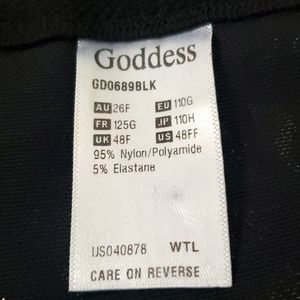 Goddess
GD0689BLK
AU 26F EU 110G
FR 125G JP 110H
UK 48F US 48FF
95% Nylon/Polyamide
5% Elastane
IJS040878 WTL
CARE ON REVERSE